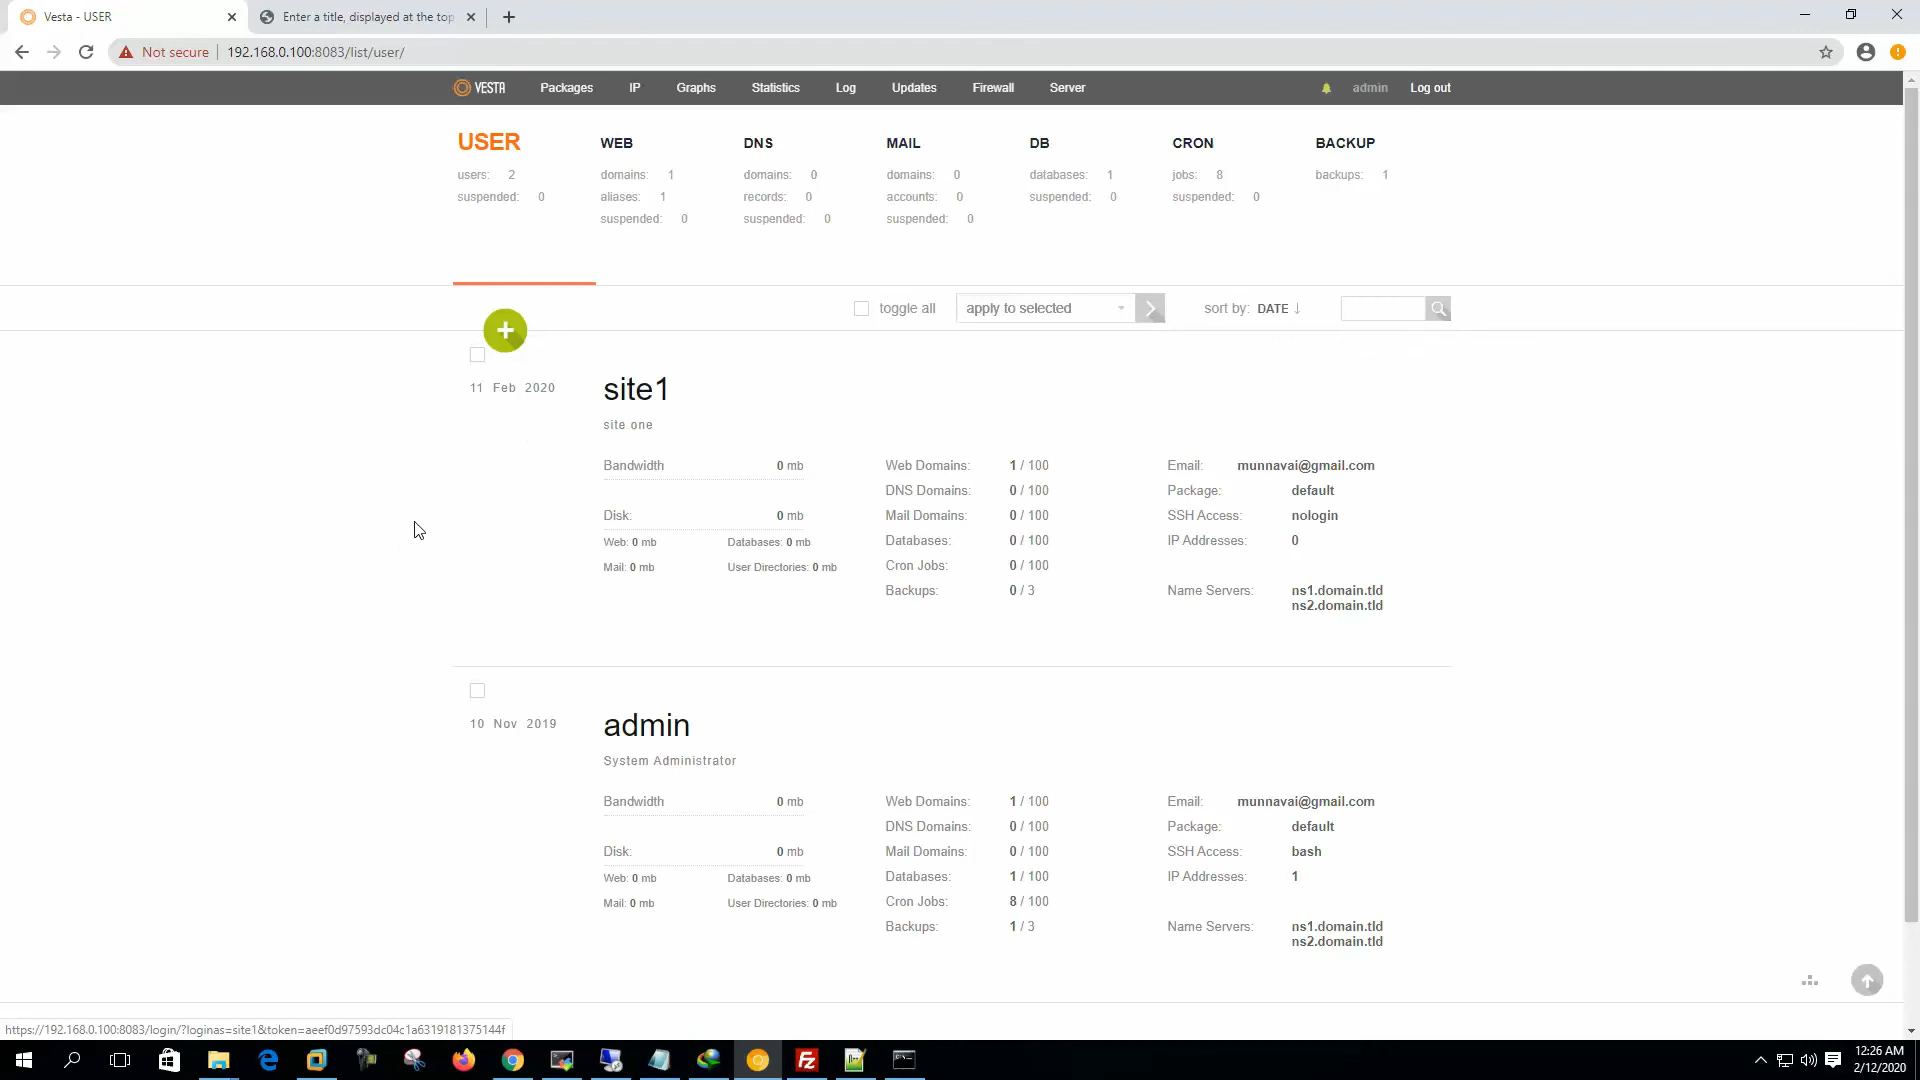 Vesta - USER
Enter a title, displayed at the top
Not secure
192.168.0.100:8083/list/user/
VESTA
Packages
IP
Graphs
Statistics
Log
Updates
Firewall
Server
admin
Log out
USER
users: 2
suspended: 0
WEB
domains: 1
aliases: 1
suspended: 0
DNS
domains: 0
records: 0
suspended: 0
MAIL
domains: 0
accounts: 0
suspended: 0
DB
databases: 1
suspended: 0
CRON
jobs: 8
suspended: 0
BACKUP
backups: 1
toggle all
apply to selected
sort by: DATE ↓
11 Feb 2020
site1
site one
Bandwidth 0 mb
Disk: 0 mb
Web: 0 mb
Databases: 0 mb
Mail: 0 mb
User Directories: 0 mb
Web Domains: 1 / 100
DNS Domains: 0 / 100
Mail Domains: 0 / 100
Databases: 0 / 100
Cron Jobs: 0 / 100
Backups: 0 / 3
Email: munnavai@gmail.com
Package: default
SSH Access: nologin
IP Addresses: 0
Name Servers: ns1.domain.tld
ns2.domain.tld
10 Nov 2019
admin
System Administrator
Bandwidth 0 mb
Disk: 0 mb
Web: 0 mb
Databases: 0 mb
Mail: 0 mb
User Directories: 0 mb
Web Domains: 1 / 100
DNS Domains: 0 / 100
Mail Domains: 0 / 100
Databases: 1 / 100
Cron Jobs: 8 / 100
Backups: 1 / 3
Email: munnavai@gmail.com
Package: default
SSH Access: bash
IP Addresses: 1
Name Servers: ns1.domain.tld
ns2.domain.tld
https://192.168.0.100:8083/login/?loginas=site1&token=aeef0d97593dc04c1a6319181375144f
12:26 AM
2/12/2020